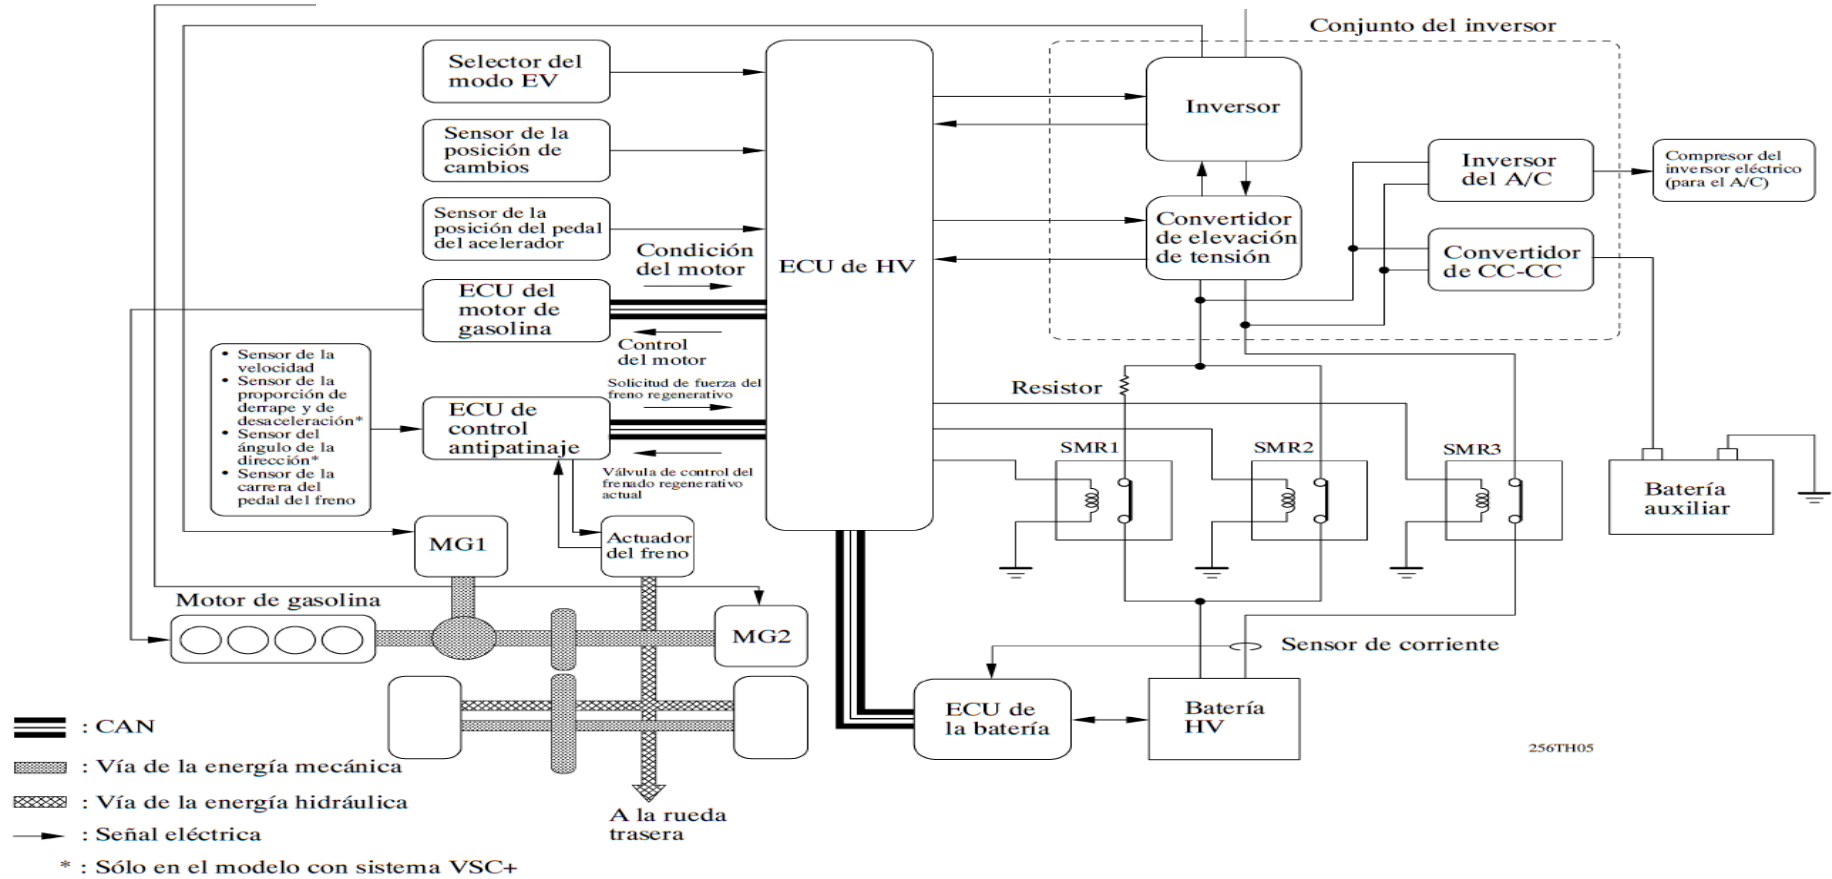 Conjunto del inversor
Selector del
modo EV
Inversor
Sensor de la
posición de
cambios
Inversor
del A/C
Compresor del
inversor eléctrico
(para el A/C)
Sensor de la
posición del pedal
del acelerador
Condición
del motor
ECU de HV
Convertidor
de elevación
de tensión
Convertidor
de CC-CC
ECU del
motor de
gasolina
Control
del motor
• Sensor de la
velocidad
• Sensor de la
proporción de
derrape y de
desaceleración*
• Sensor del
ángulo de la
dirección*
• Sensor de la
carrera del
pedal del freno
Solicitud de fuerza del
freno regenerativo
ECU de
control
antipatinaje
Válvula de control del
frenado regenerativo
actual
Resistor
SMR1
SMR2
SMR3
Batería
auxiliar
MG1
Actuador
del freno
Motor de gasolina
MG2
Sensor de corriente
ECU de
la batería
Batería
HV
256TH05
: CAN
: Vía de la energía mecánica
: Vía de la energía hidráulica
: Señal eléctrica
* : Sólo en el modelo con sistema VSC+
A la rueda
trasera